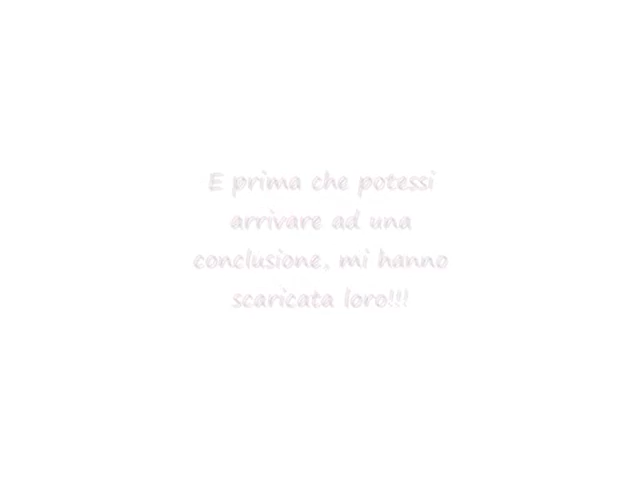 E prima che potessi
arrivare ad una
conclusione, mi hanno
scaricata loro!!!